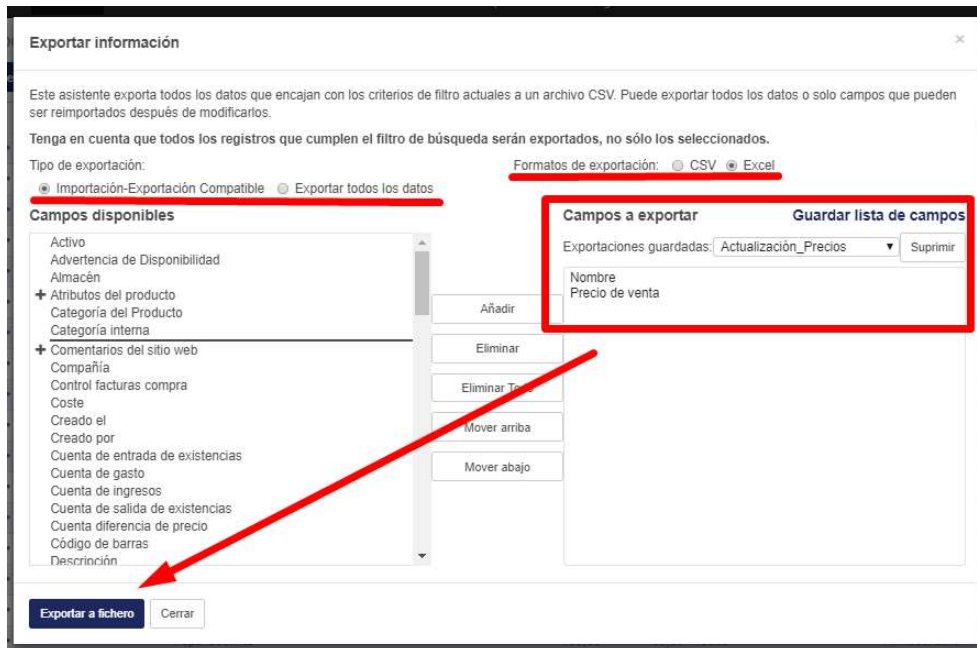 Exportar información
×
Este asistente exporta todos los datos que encajan con los criterios de filtro actuales a un archivo CSV. Puede exportar todos los datos o solo campos que pueden
ser reimportados después de modificarlos.
Tenga en cuenta que todos los registros que cumplen el filtro de búsqueda serán exportados, no sólo los seleccionados.
Tipo de exportación:
Importación-Exportación Compatible Exportar todos los datos
Formatos de exportación: CSV Excel
Campos disponibles
Activo
Advertencia de Disponibilidad
Almacén
+ Atributos del producto
Categoría del Producto
Categoría interna
+ Comentarios del sitio web
Compañía
Control facturas compra
Coste
Creado el
Creado por
Cuenta de entrada de existencias
Cuenta de gasto
Cuenta de ingresos
Cuenta de salida de existencias
Cuenta diferencia de precio
Código de barras
Descripción
Añadir
Eliminar
Eliminar
Mover arriba
Mover abajo
Campos a exportar Guardar lista de campos
Exportaciones guardadas: Actualización_Precios Suprimir
Nombre
Precio de venta
Exportar a fichero Cerrar